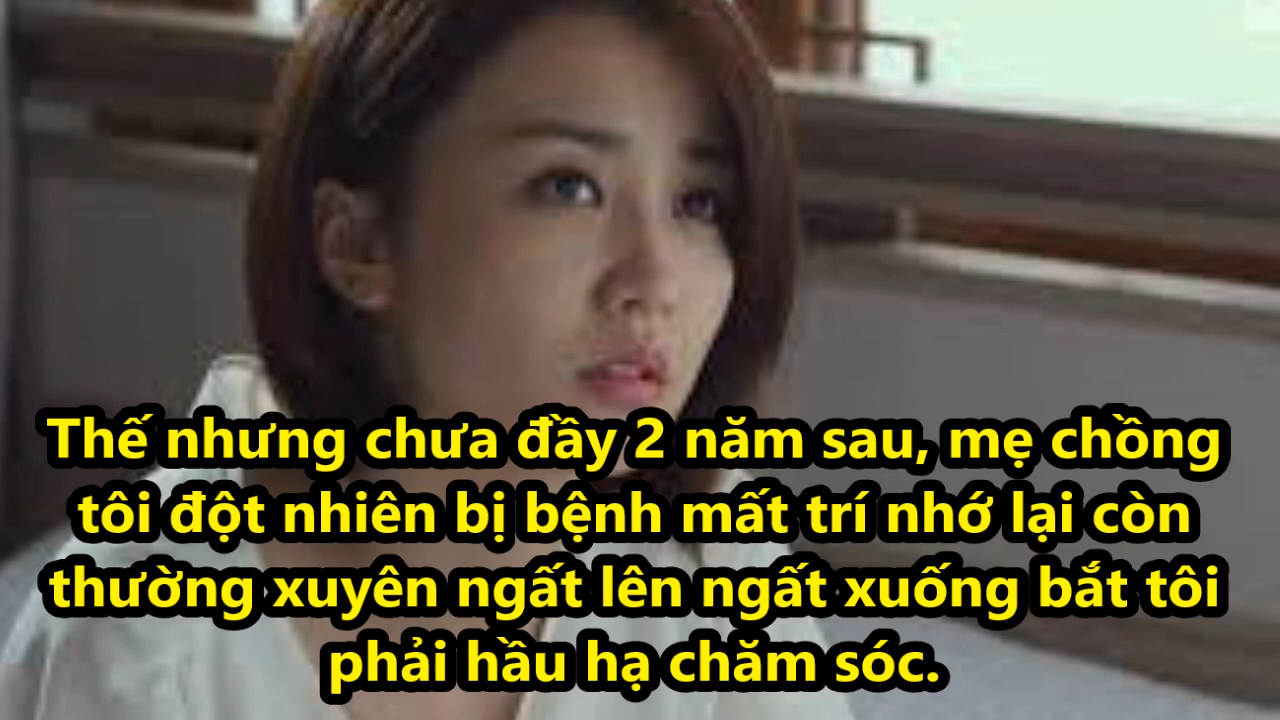 Thế nhưng chưa đầy 2 năm sau, mẹ chồng
tôi đột nhiên bị bệnh mất trí nhớ lại còn
thường xuyên ngất lên ngất xuống bắt tôi
phải hầu hạ chăm sóc.